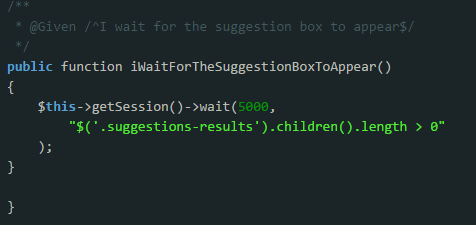 /**
 * @Given /^I wait for the suggestion box to appear$/
 */
public function iWaitForTheSuggestionBoxToAppear()
{
    $this->getSession()->wait(5000,
        "$('.suggestions-results').children().length > 0"
    );
}

}